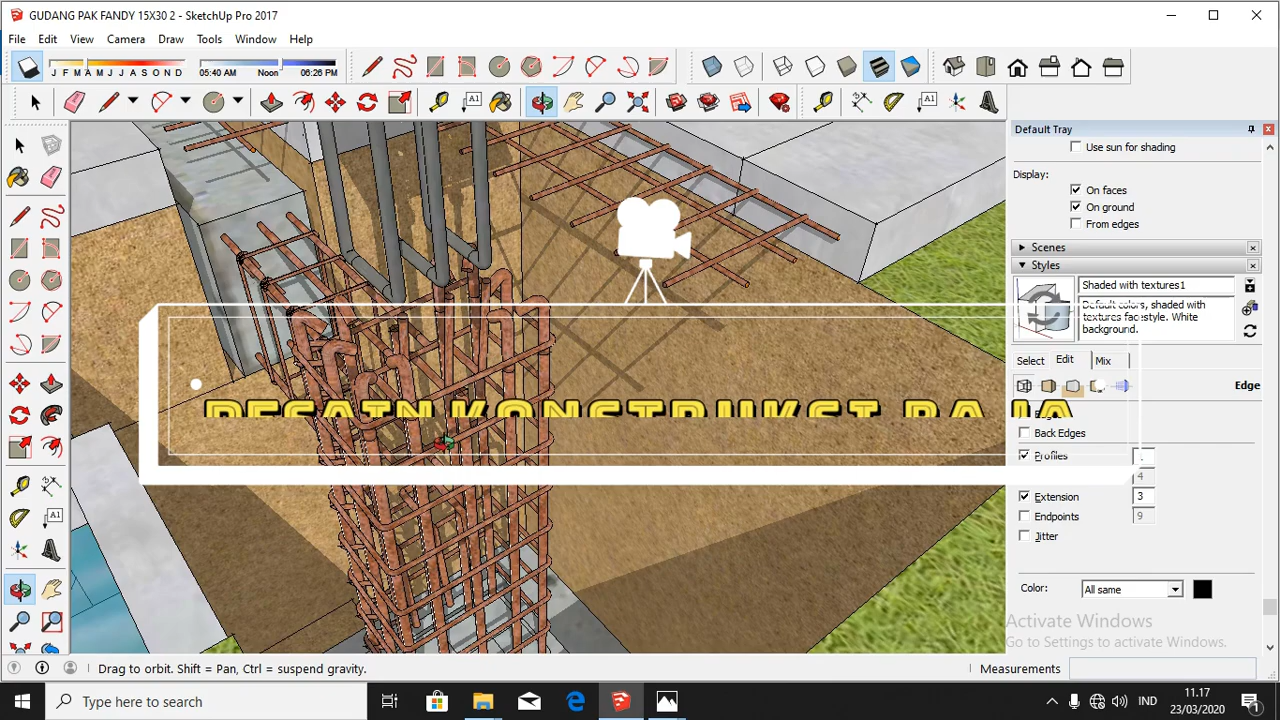 GUDANG PAK FANDY 15X30 2 - SketchUp Pro 2017
File Edit View Camera Draw Tools Window Help
J F M A M J J A S O N D
05:40 AM Noon 06:26 PM
Default Tray
Use sun for shading
Display:
On faces
On ground
From edges
Scenes
Styles
Shaded with textures1
Default colors, shaded with
textures face style. White
background.
Select Edit Mix
Edge
DESAIN KONSTRUKSI BAJA
Back Edges
Profiles
4
Extension 3
Endpoints 9
Jitter
Color: All same
Activate Windows
Go to Settings to activate Windows.
Drag to orbit. Shift = Pan, Ctrl = suspend gravity.
Measurements
Type here to search
IND
11.17
23/03/2020